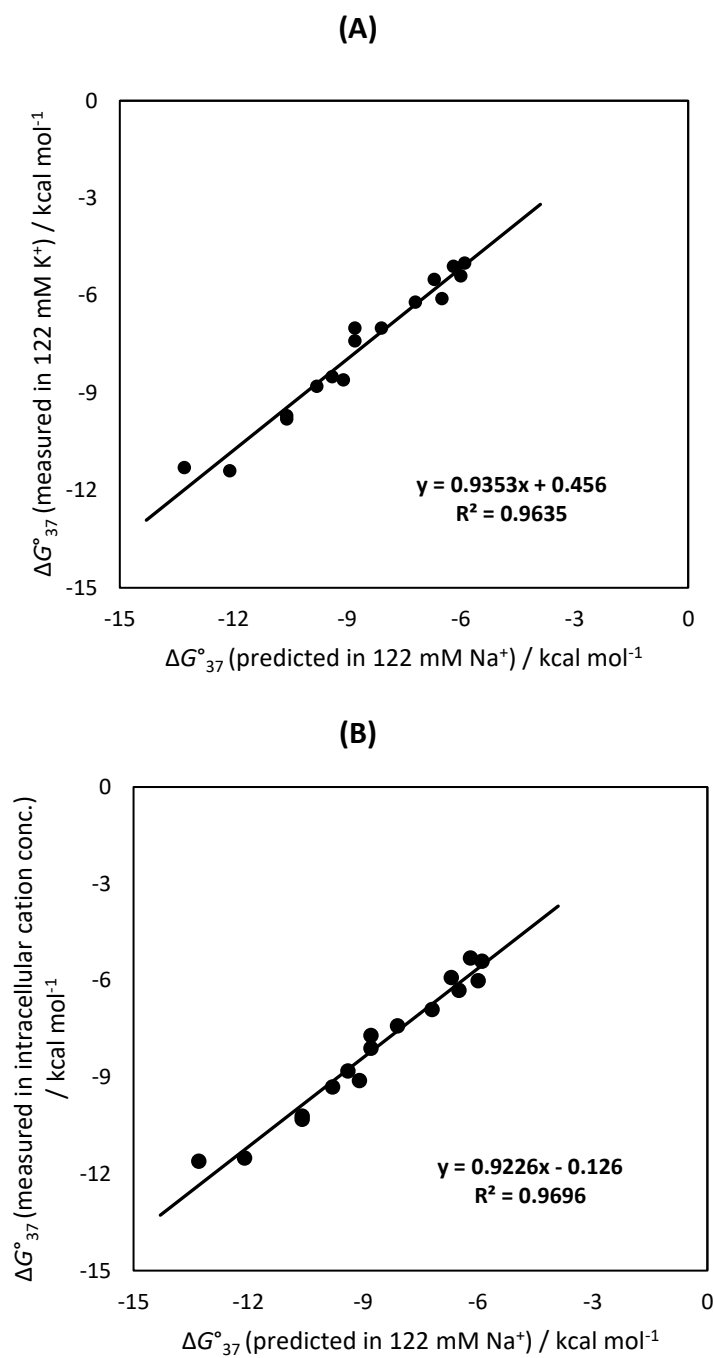 (A)
0
-3
-6
-9
-12
-15
ΔG°37 (measured in 122 mM K⁺) / kcal mol⁻¹
y = 0.9353x + 0.456
R² = 0.9635
-15 -12 -9 -6 -3 0
ΔG°37 (predicted in 122 mM Na⁺) / kcal mol⁻¹
(B)
0
-3
-6
-9
-12
-15
ΔG°37 (measured in intracellular cation conc.)
/ kcal mol⁻¹
y = 0.9226x - 0.126
R² = 0.9696
-15 -12 -9 -6 -3 0
ΔG°37 (predicted in 122 mM Na⁺) / kcal mol⁻¹